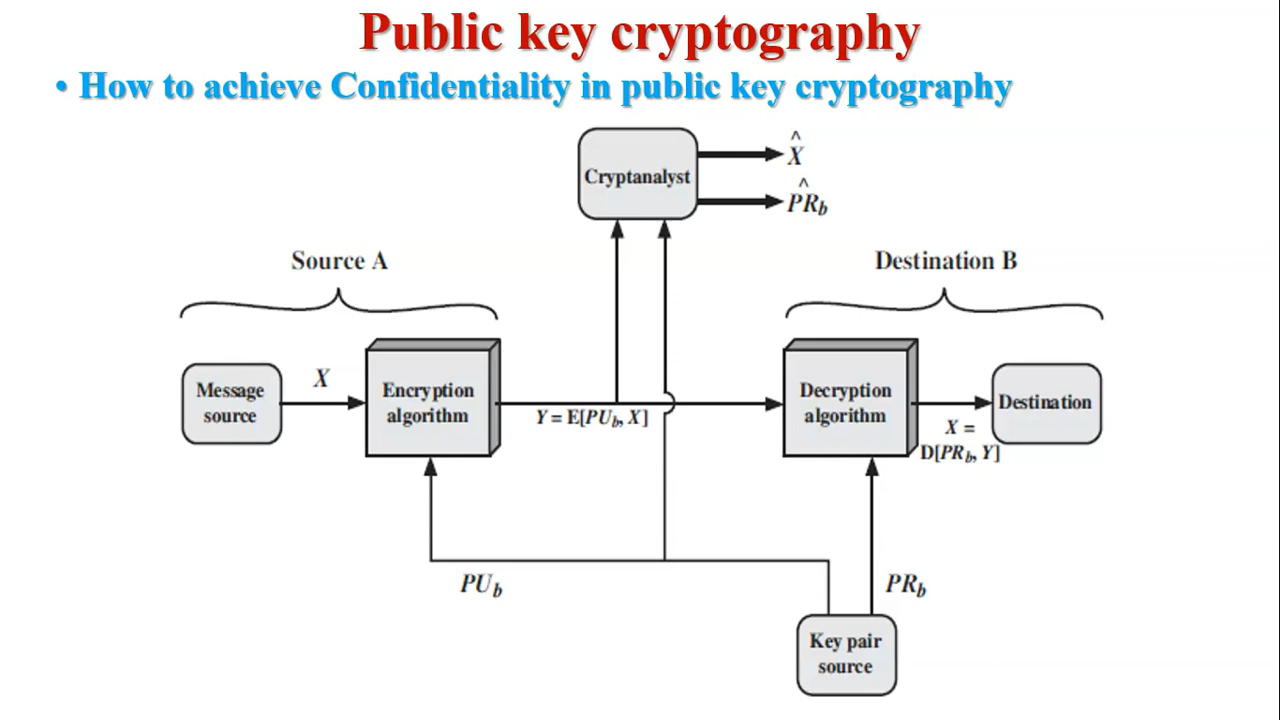 Public key cryptography
• How to achieve Confidentiality in public key cryptography
Cryptanalyst
X̂
P̂R_b
Source A
Destination B
Message
source
X
Encryption
algorithm
Y = E[PU_b, X]
Decryption
algorithm
X =
D[PR_b, Y]
Destination
PU_b
PR_b
Key pair
source